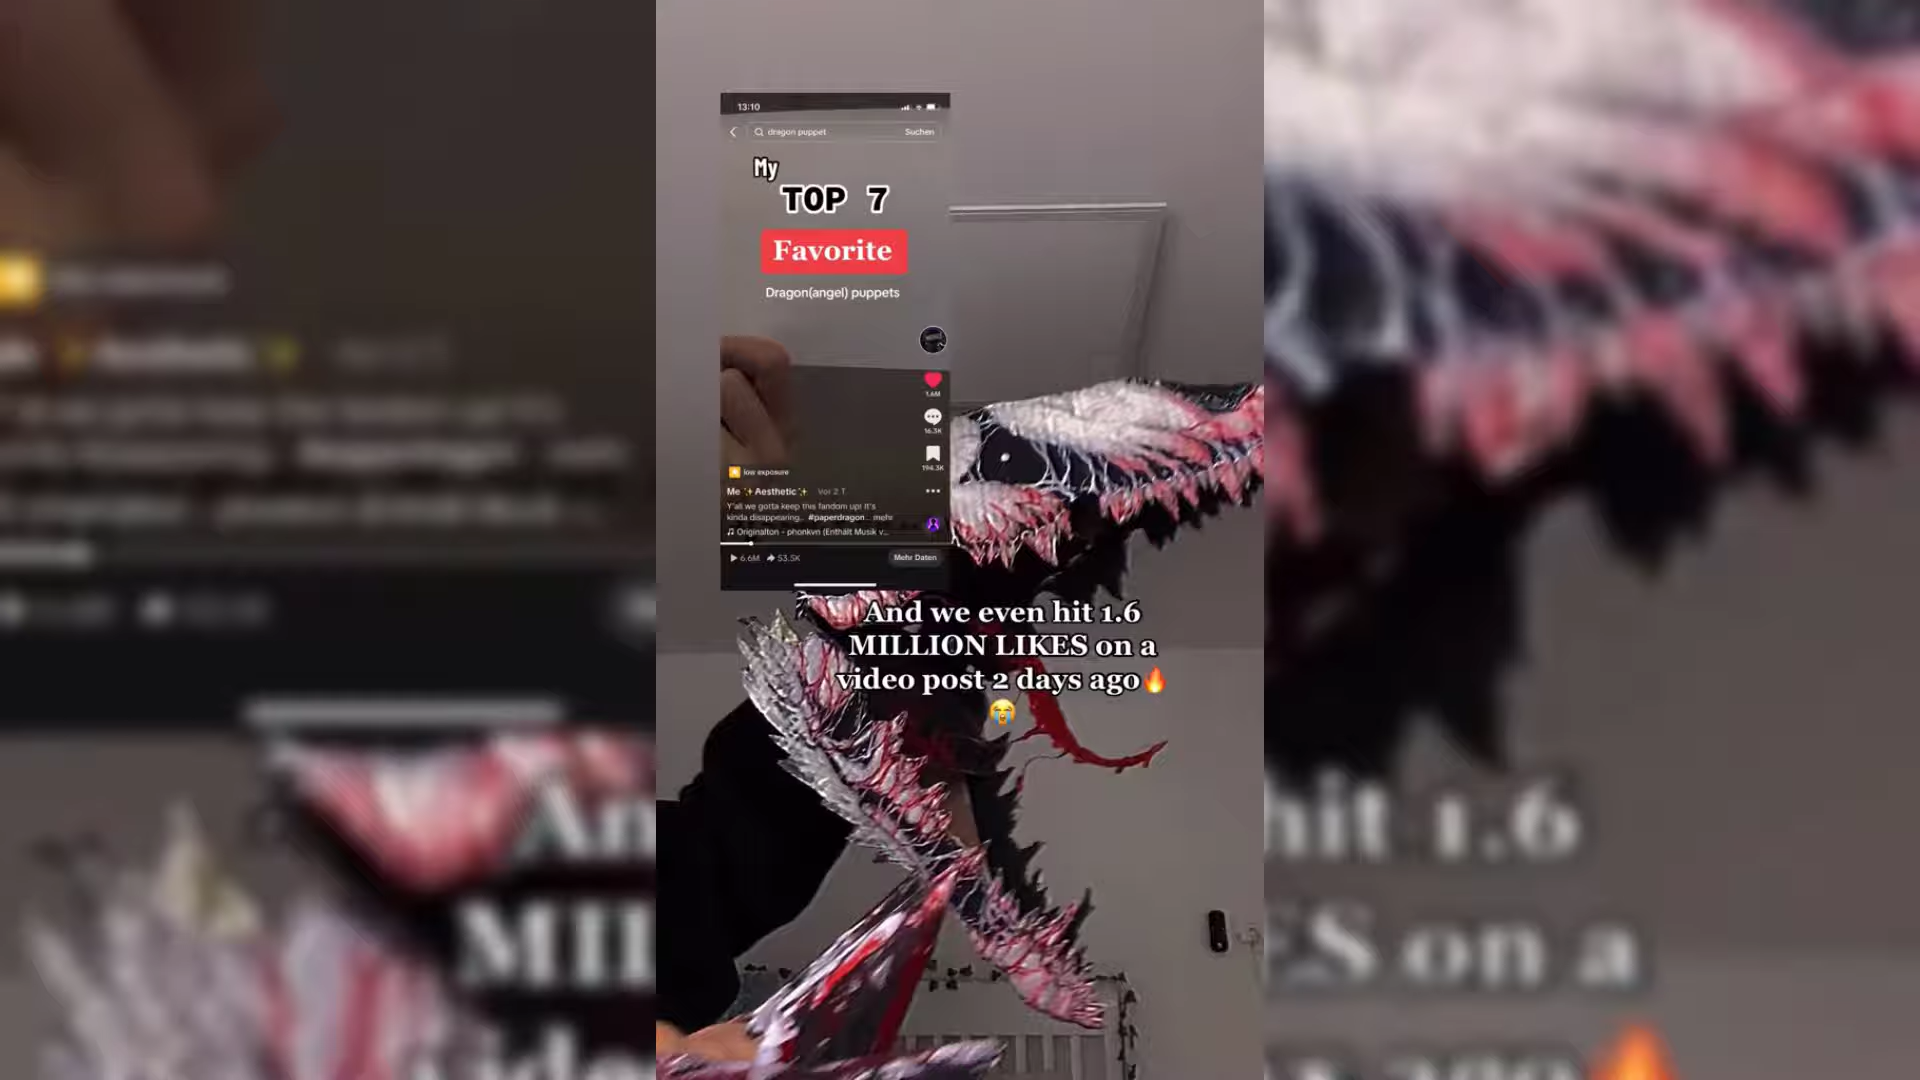 13:10
dragon puppet
Suchen
My
TOP 7
Favorite
Dragon(angel) puppets
1.6M
16.3K
194.3K
low exposure
Me ✨Aesthetic✨ · Vor 2 T.
Y'all we gotta keep this fandom up! It's
kinda disappearing.. #paperdragon... mehr
♫ Originalton - phonkvn (Enthält Musik v...
6.6M 53.5K
Mehr Daten
And we even hit 1.6
MILLION LIKES on a
video post 2 days ago🔥
😭